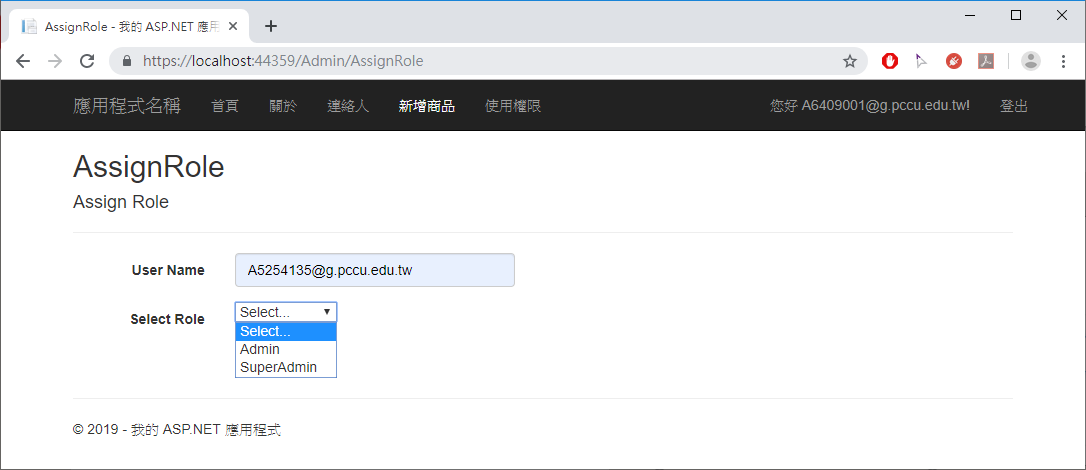 AssignRole - 我的 ASP.NET 應用
https://localhost:44359/Admin/AssignRole
應用程式名稱 首頁 關於 連絡人 新增商品 使用權限 您好 A6409001@g.pccu.edu.tw! 登出
AssignRole
Assign Role
User Name A5254135@g.pccu.edu.tw
Select Role Select...
Select...
Admin
SuperAdmin
© 2019 - 我的 ASP.NET 應用程式